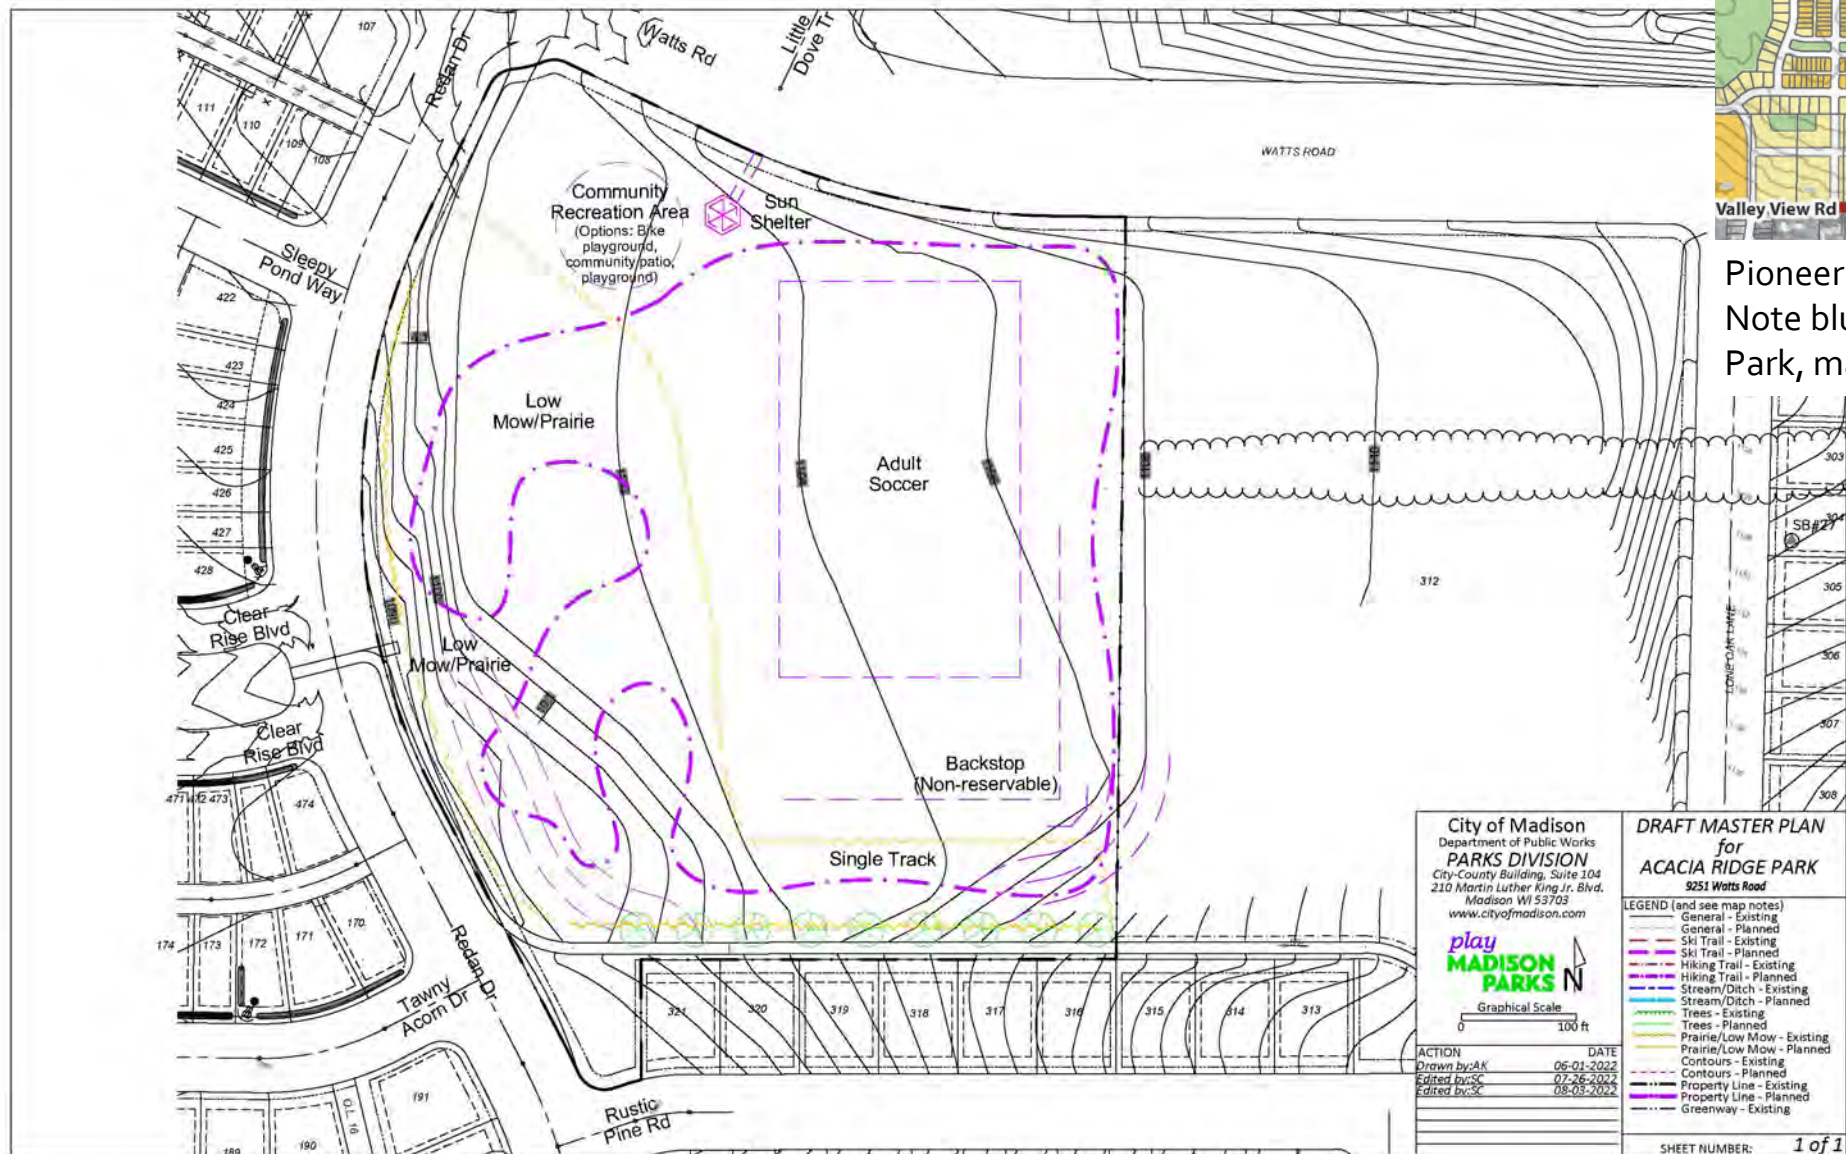 107
111
110
109
108
Redan Dr
Watts Rd
Little
Dove Tr
WATTS ROAD
Community
Recreation Area
(Options: Bike
playground,
community patio,
playground)
Sun
Shelter
Sleepy
Pond Way
422
423
424
425
426
427
428
Low
Mow/Prairie
Adult
Soccer
Clear
Rise Blvd
Low
Mow/Prairie
Clear
Rise Blvd
471
472
473
474
Backstop
(Non-reservable)
Single Track
174
173
172
171
170
Redan Dr
Tawny
Acorn Dr
321
320
319
318
317
316
315
314
313
191
O.L. 16
190
189
Rustic
Pine Rd
312
1110
LONE OAK LANE
303
304
SB#27
305
306
307
308
Valley View Rd
Pioneer
Note blu
Park, ma
City of Madison
Department of Public Works
PARKS DIVISION
City-County Building, Suite 104
210 Martin Luther King Jr. Blvd.
Madison WI 53703
www.cityofmadison.com
play
MADISON
PARKS
N
Graphical Scale
0 100 ft
ACTION DATE
Drawn by:AK 06-01-2022
Edited by:SC 07-26-2022
Edited by:SC 08-03-2022
DRAFT MASTER PLAN
for
ACACIA RIDGE PARK
9251 Watts Road
LEGEND (and see map notes)
General - Existing
General - Planned
Ski Trail - Existing
Ski Trail - Planned
Hiking Trail - Existing
Hiking Trail - Planned
Stream/Ditch - Existing
Stream/Ditch - Planned
Trees - Existing
Trees - Planned
Prairie/Low Mow - Existing
Prairie/Low Mow - Planned
Contours - Existing
Contours - Planned
Property Line - Existing
Property Line - Planned
Greenway - Existing
SHEET NUMBER: 1 of 1